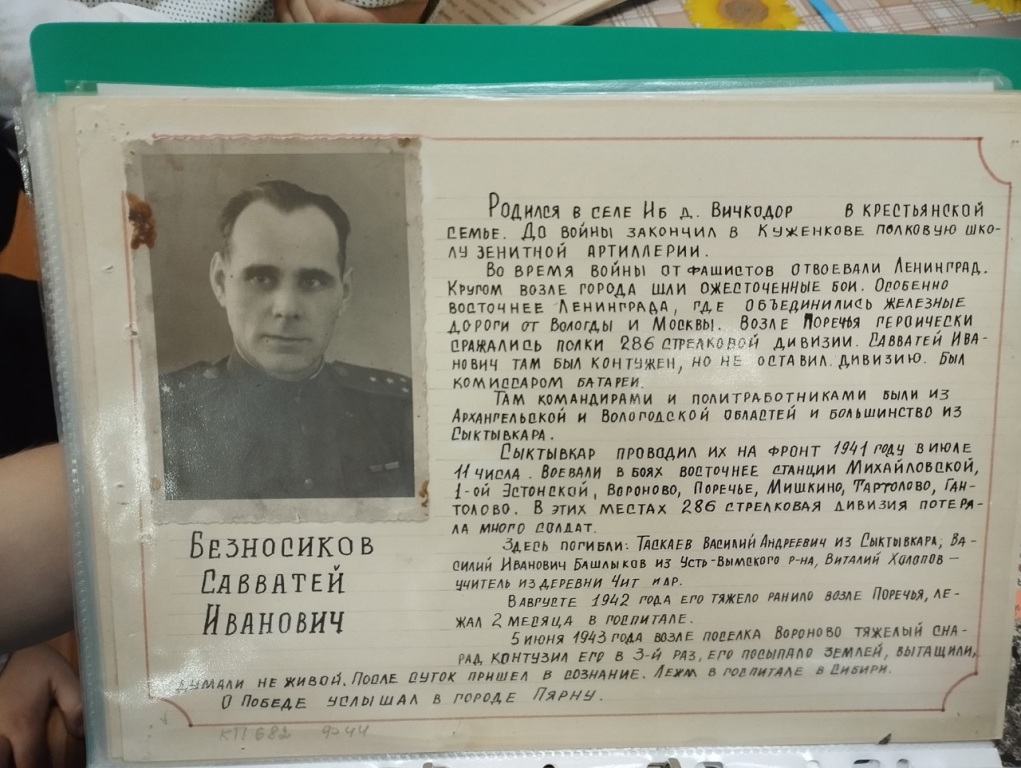 Родился в селе Иб д. Вичкодор в крестьянской
семье. До войны закончил в Куженкове полковую шко-
лу зенитной артиллерии.
Во время войны от фашистов отвоевали Ленинград.
Кругом возле города шли ожесточенные бои. Особенно
восточнее Ленинграда, где объединились железные
дороги от Вологды и Москвы. Возле Поречья героически
сражались полки 286 стрелковой дивизии. Савватей Ива-
нович там был контужен, но не оставил дивизию. Был
комиссаром батареи.
Там командирами и политработниками были из
Архангельской и Вологодской областей и большинство из
Сыктывкара.
Сыктывкар проводил их на фронт 1941 году в июле
11 числа. Воевали в боях восточнее станции Михайловской,
1-ой Эстонской, Вороново, Поречье, Мишкино, Тартолово, Ган-
толово. В этих местах 286 стрелковая дивизия потеря-
ла много солдат.
Здесь погибли: Таскаев Василий Андреевич из Сыктывкара, Ва-
силий Иванович Башлыков из Усть-Вымского р-на, Виталий Холопов –
учитель из деревни Чит и др.
В августе 1942 года его тяжело ранило возле Поречья, ле-
жал 2 месяца в госпитале.
5 июня 1943 года возле поселка Вороново тяжелый сна-
ряд контузил его в 3-й раз, его посыпало землей, вытащили,
думали не живой. После суток пришел в сознание. Лежал в госпитале в Сибири.
О Победе услышал в городе Пярну.
Безносиков
Савватей
Иванович
КП 682 9244